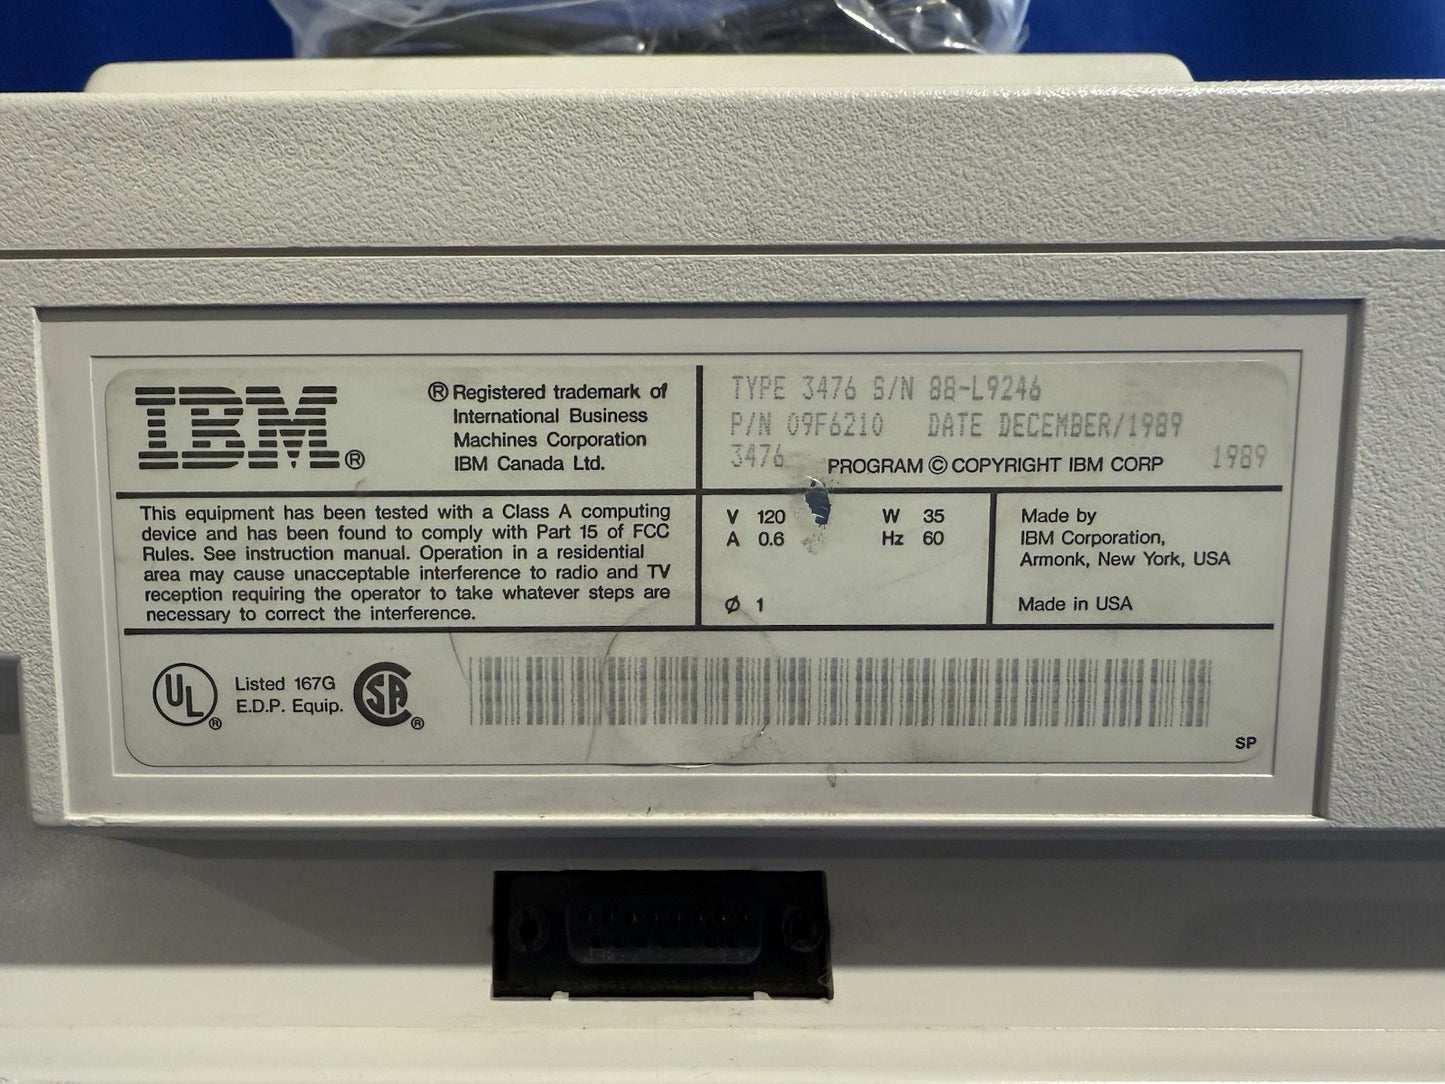 IBM®
® Registered trademark of
International Business
Machines Corporation
IBM Canada Ltd.
TYPE 3476 S/N 88-L9246
P/N 09F6210 DATE DECEMBER/1989
3476 PROGRAM © COPYRIGHT IBM CORP 1989
This equipment has been tested with a Class A computing
device and has been found to comply with Part 15 of FCC
Rules. See instruction manual. Operation in a residential
area may cause unacceptable interference to radio and TV
reception requiring the operator to take whatever steps are
necessary to correct the interference.
V 120 W 35
A 0.6 Hz 60
Ø 1
Made by
IBM Corporation,
Armonk, New York, USA
Made in USA
UL®
Listed 167G
E.D.P. Equip.
SA®
SP